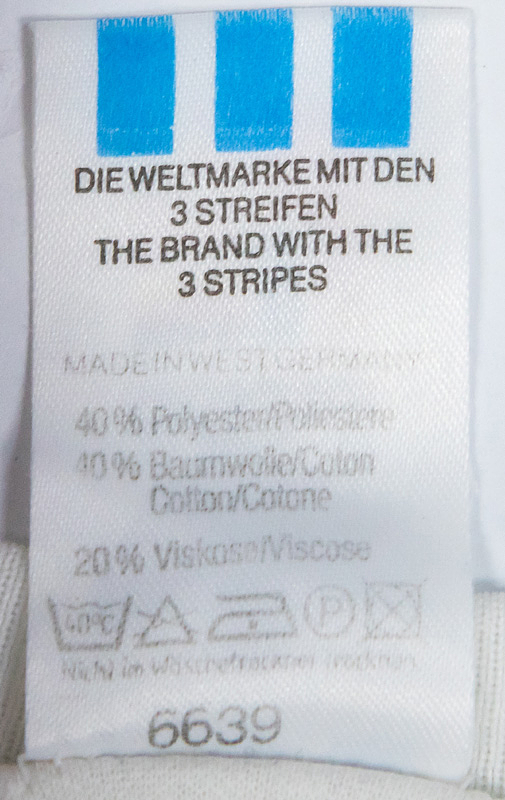 DIE WELTMARKE MIT DEN
3 STREIFEN
THE BRAND WITH THE
3 STRIPES
MADE IN WEST GERMANY
40% Polyester/Poliestere
40% Baumwolle/Coton
Cotton/Cotone
20% Viskose/Viscose
40°C P
Nicht im Wäschetrockner trocknen
6639